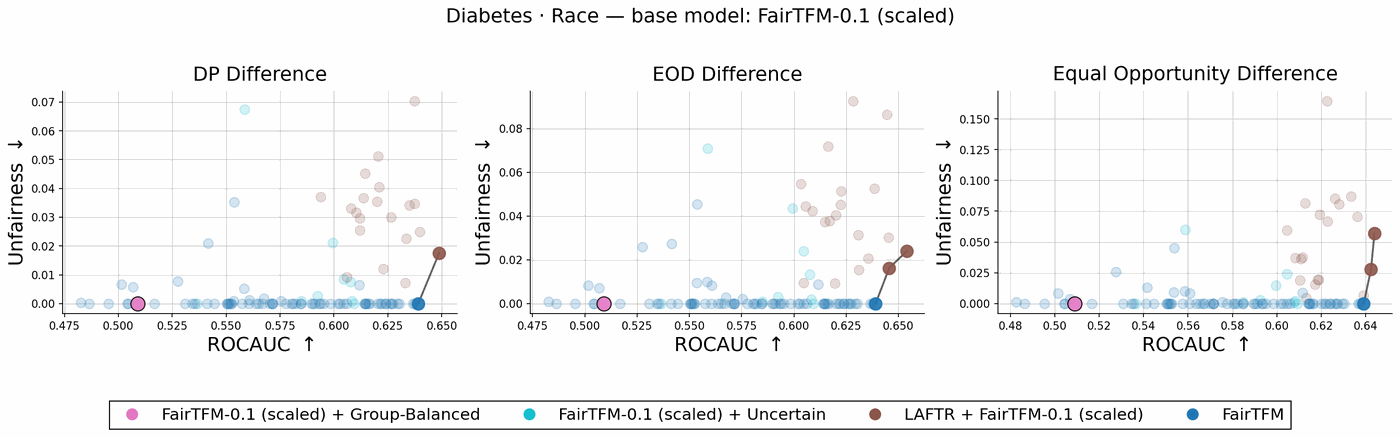 Diabetes · Race — base model: FairTFM-0.1 (scaled)
DP Difference
EOD Difference
Equal Opportunity Difference
Unfairness ↓
0.07
0.06
0.05
0.04
0.03
0.02
0.01
0.00
0.475 0.500 0.525 0.550 0.575 0.600 0.625 0.650
ROCAUC ↑
Unfairness ↓
0.08
0.06
0.04
0.02
0.00
0.475 0.500 0.525 0.550 0.575 0.600 0.625 0.650
ROCAUC ↑
Unfairness ↓
0.150
0.125
0.100
0.075
0.050
0.025
0.000
0.48 0.50 0.52 0.54 0.56 0.58 0.60 0.62 0.64
ROCAUC ↑
FairTFM-0.1 (scaled) + Group-Balanced
FairTFM-0.1 (scaled) + Uncertain
LAFTR + FairTFM-0.1 (scaled)
FairTFM